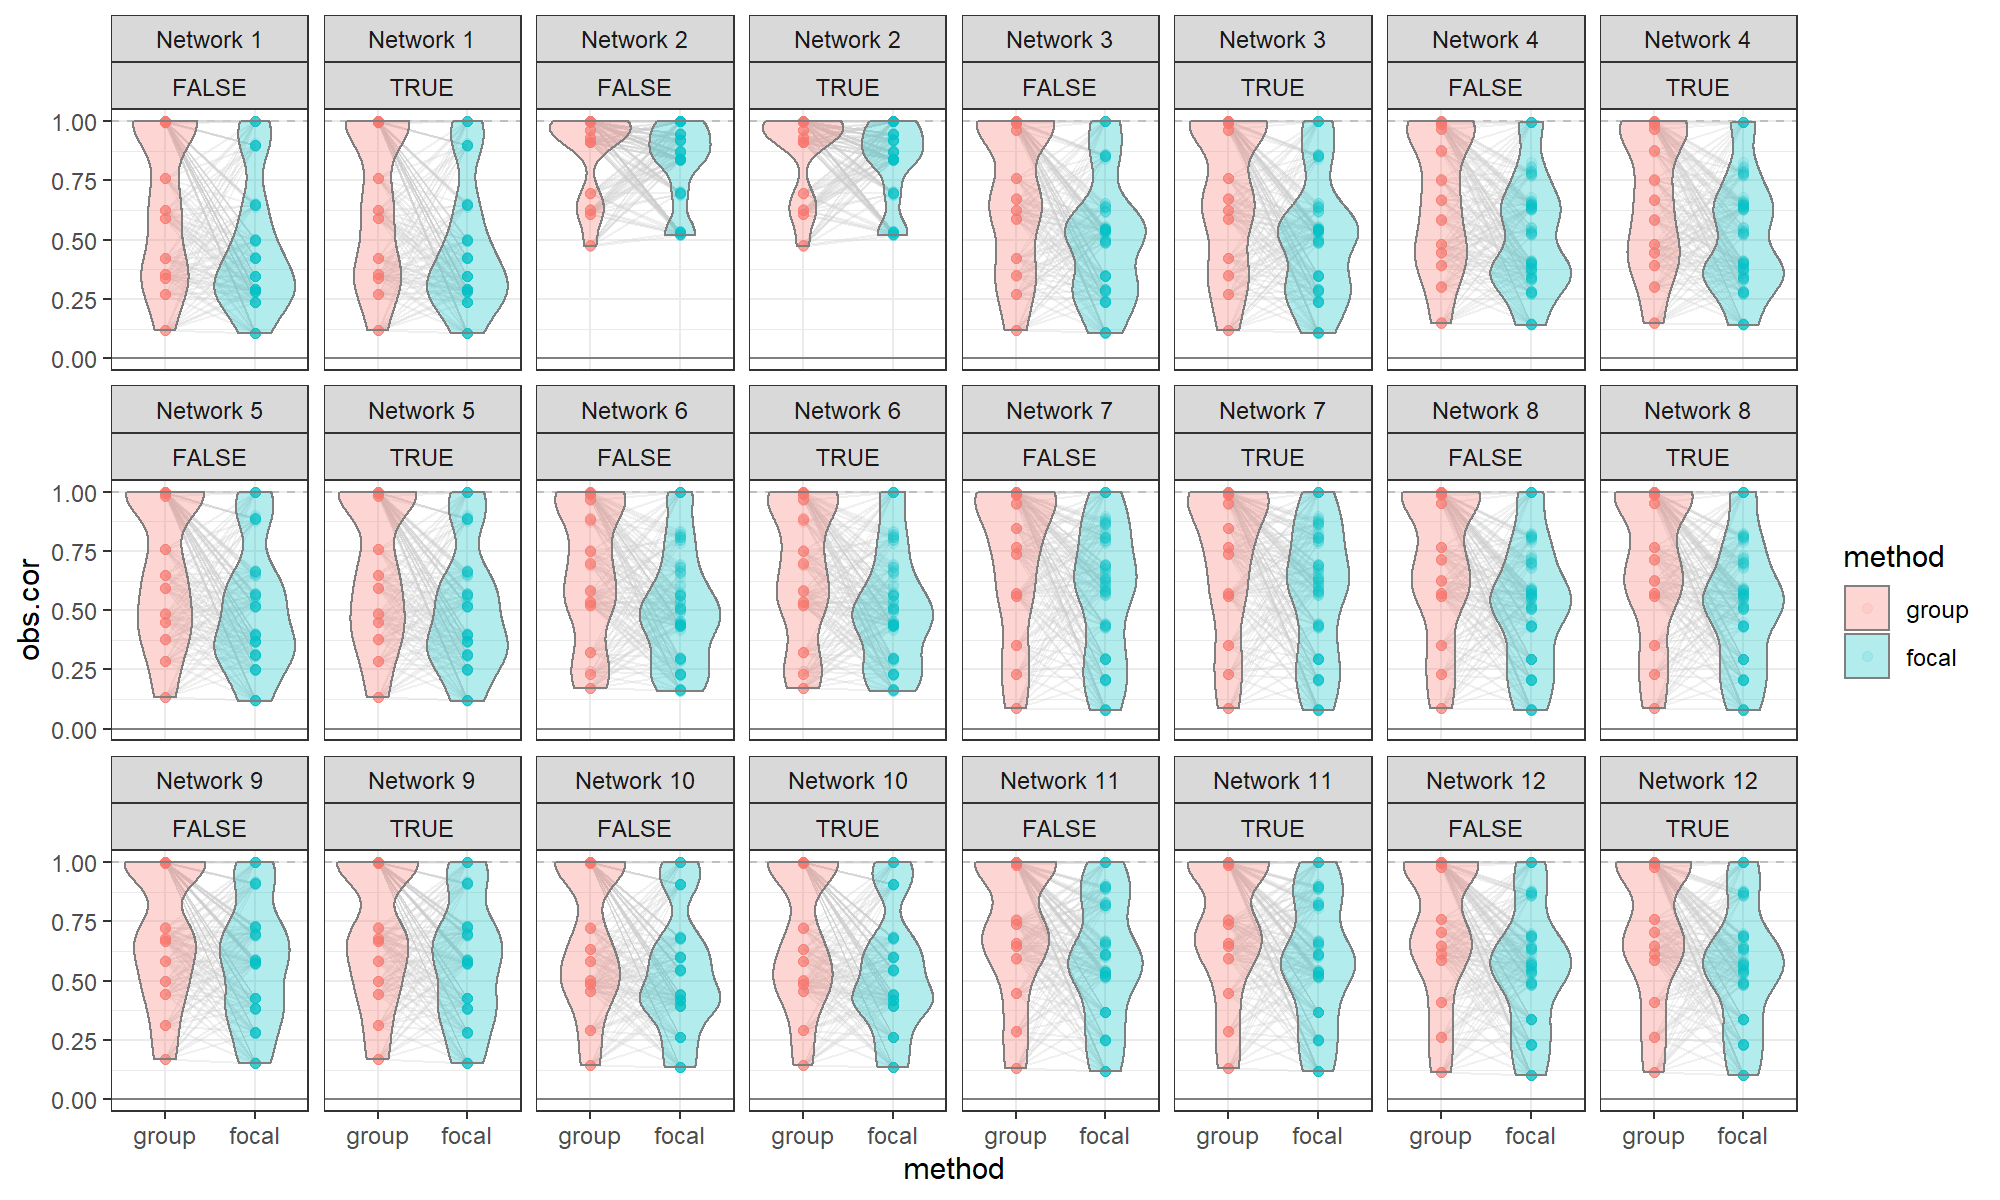 Network 1 Network 1 Network 2 Network 2 Network 3 Network 3 Network 4 Network 4
FALSE TRUE FALSE TRUE FALSE TRUE FALSE TRUE
1.00
0.75
0.50
0.25
0.00
Network 5 Network 5 Network 6 Network 6 Network 7 Network 7 Network 8 Network 8
FALSE TRUE FALSE TRUE FALSE TRUE FALSE TRUE
1.00
0.75
0.50
0.25
0.00
obs.cor
method
group
focal
Network 9 Network 9 Network 10 Network 10 Network 11 Network 11 Network 12 Network 12
FALSE TRUE FALSE TRUE FALSE TRUE FALSE TRUE
1.00
0.75
0.50
0.25
0.00
group focal group focal group focal group focal group focal group focal group focal group focal
method